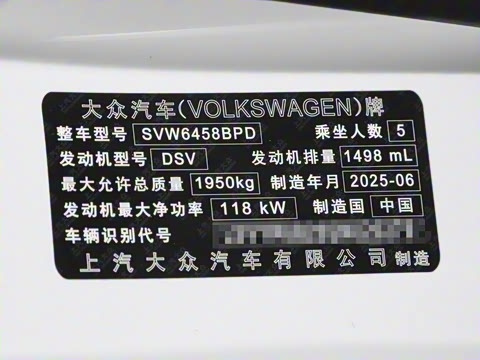 大众汽车(VOLKSWAGEN)牌
整车型号 SVW6458BPD 乘坐人数 5
发动机型号 DSV 发动机排量 1498 mL
最大允许总质量 1950kg 制造年月 2025-06
发动机最大净功率 118 kW 制造国 中国
车辆识别代号
上汽大众汽车有限公司 制造